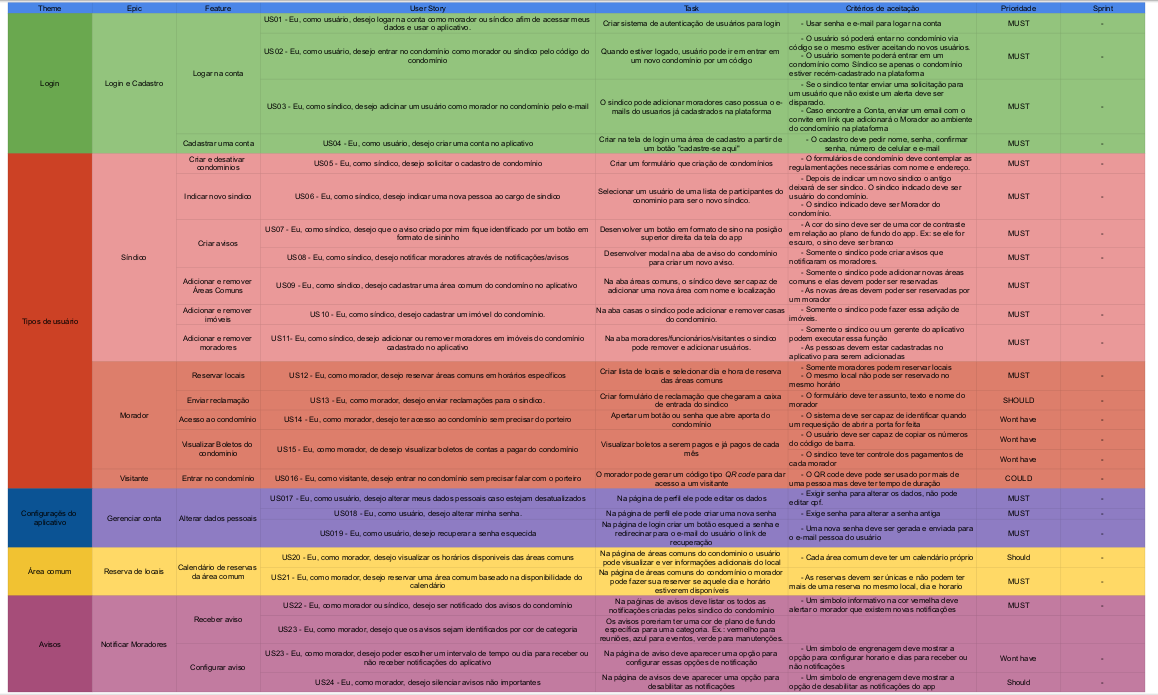 Theme Epic Feature User Story Task Critérios de aceitação Prioridade Sprint
Login
Login e Cadastro
Logar na conta
US01 - Eu, como usuário, desejo logar na conta como morador ou síndico afim de acessar meus
dados e usar o aplicativo.
Criar sistema de autenticação de usuários para login
- Usar senha e e-mail para logar na conta
MUST
-
US02 - Eu, como usuário, desejo entrar no condomínio como morador ou síndico pelo código do
condomínio
Quando estiver logado, usuário pode ir em entrar em
um novo condomínio por um código
- O usuário só poderá entar no condomínio via
código se o mesmo estiver aceitando novos usuários.
- O usuário somente poderá entrar em um
condomínio como Síndico se apenas o condomínio
estiver recém-cadastrado na plataforma
MUST
-
US03 - Eu, como síndico, desejo adicinar um usuário como morador no condomínio pelo e-mail
O sindico pode adicionar moradores caso possua o e-
mails do usuários já cadastrados na plataforma
- Se o síndico tentar enviar uma solicitação para
um usuário que não existe um alerta deve ser
disparado.
- Caso encontre a Conta, enviar um email com o
convite em link que adicionará o Morador ao ambiente
do condomínio na plataforma
MUST
-
Cadastrar uma conta
US04 - Eu, como usuário, desejo criar uma conta no aplicativo
Criar na tela de login uma área de cadastro a partir de
um botão "cadastre-se aqui"
- O cadastro deve pedir nome, senha, confirmar
senha, número de celular e e-mail
MUST
-
Tipos de usuário
Síndico
Criar e desativar
condomínios
US05 - Eu, como síndico, desejo solicitar o cadastro de condomínio
Criar um formulário que criação de condomínios
- O formulários de condomínio deve contemplar as
regulamentações necessárias com nome e endereço.
MUST
-
Indicar novo sindico
US06 - Eu, como síndico, desejo indicar uma nova pessoa ao cargo de sindico
Selecionar um usuário de uma lista de participantes do
conominio para ser o novo síndico.
- Depois de indicar um novo sindico o antigo
deixará de ser sindico. O sindico indicado deve ser
usuário do condomínio.
- O sindico indicado deve ser Morador do
condomínio.
MUST
-
Criar avisos
US07 - Eu, como síndico, desejo que o aviso criado por mim fique identificado por um botão em
formato de sininho
Desenvolver um botão em formato de sino na posição
superior direita da tela do app
- A cor do sino deve ser de uma cor de contraste
em relação ao plano de fundo do app. Ex: se ele for
escuro, o sino deve ser branco
MUST
-
US08 - Eu, como síndico, desejo notificar moradores através de notificações/avisos
Desenvolver modal na aba de aviso do condomínio
para criar um novo aviso.
- Somente o sindico pode criar avisos que
notificaram os moradores.
MUST
-
Adicionar e remover
Áreas Comuns
US09 - Eu, como síndico, desejo cadastrar uma área comum do condomínio no aplicativo
Na aba áreas comuns, o síndico deve ser capaz de
adicionar uma nova área com nome e localização
- Somente o sindico pode adicionar novas áreas
comuns e elas devem poder ser reservadas
- As novas áreas devem poder ser reservadas por
um morador
MUST
-
Adicionar e remover
imóveis
US10 - Eu, como síndico, desejo cadastrar um imóvel do condomínio.
Na aba casas o sindico pode adicionar e remover casas
do condomínio.
- Somente o sindico pode fazer essa adição de
imóveis.
MUST
-
Adicionar e remover
moradores
US11- Eu, como síndico, desejo adicionar ou remover moradores em imóveis do condomínio
cadastrado no aplicativo
Na aba moradores/funcionários/visitantes o sindico
pode remover e adicionar usuários.
- Somente o sindico ou um gerente do aplicativo
podem executar essa função
- As pessoas devem estar cadastradas no
aplicativo para serem adicionadas
MUST
-
Morador
Reservar locais
US12 - Eu, como morador, desejo reservar áreas comuns em horários específicos
Criar lista de locais e selecionar dia e hora de reserva
das áreas comuns
- Somente moradores podem reservar locais
- O mesmo local não pode ser reservado no
mesmo horário
MUST
-
Enviar reclamação
US13 - Eu, como morador, desejo enviar reclamações para o síndico.
Criar formulário de reclamação que chegaram a caixa
de entrada do sindico
- O formulário deve ter assunto, texto e nome do
morador
SHOULD
-
Acesso ao condomínio
US14 - Eu, como morador, desejo ter acesso ao condomínio sem precisar do porteiro
Apertar um botão ou senha que abre aporta do
condomínio
- O sistema deve ser capaz de identificar quando
um requesição de abrir a porta for feita
Wont have
-
Visualizar Boletos do
condominio
US15 - Eu, como morador, de desejo visualizar boletos de contas a pagar do condomínio
Visualizar boletos a serem pagos e já pagos de cada
mês
- O usuário deve ser capaz de copiar os números
do código de barra.
Wont have
-
- O sindico teve ter controle dos pagamentos de
cada morador
Wont have
-
Visitante
Entrar no condomínio
US016 - Eu, como visitante, desejo entrar no condomínio sem precisar falar com o porteiro
O morador pode gerar um código tipo QR code para dar
acesso a um visitante
- O QR code deve pode ser usado por mais de
uma pessoa mas deve ter tempo de duração
COULD
-
Configurações do
aplicativo
Gerenciar conta
Alterar dados pessoais
US017 - Eu, como usuário, desejo alterar meus dados pessoais caso estejam desatualizados
Na página de perfil ele pode editar os dados
- Exigir senha para alterar os dados, não pode
editar cpf.
MUST
-
US018 - Eu, como usuário, desejo alterar minha senha.
Na página de perfil ele pode criar uma nova senha
- Exige senha para alterar a senha antiga
MUST
-
US019 - Eu, como usuário, desejo recuperar a senha esquecida
Na página de login criar um botão esqueci a senha e
redirecinar para o e-mail do usuário o link de
recuperação
- Uma nova senha deve ser gerada e enviada para
o e-mail pessoa do usuário
MUST
-
Área comum
Reserva de locais
Calendário de reservas
da área comum
US20 - Eu, como morador, desejo visualizar os horários disponíveis das áreas comuns
Na página de áreas comuns do condominio o usuário
pode visualizar e ver informações adicionais do local
- Cada área comum deve ter um calendário próprio
Should
-
US21 - Eu, como morador, desejo reservar uma área comum baseado na disponibilidade do
calendário
Na página de áreas comuns do condomínio o morador
pode fazer sua reserver se aquele dia e horário
estiverem disponíveis
- As reservas devem ser únicas e não podem ter
mais de uma reserva no mesmo local, dia e horario
MUST
-
Avisos
Notificar Moradores
Receber aviso
US22 - Eu, como morador ou síndico, desejo ser notificado dos avisos do condomínio
Na paginas de avisos deve listar os todos as
notificações criadas pelos sindico do condomínio
- Um simbolo informativo na cor vemelha deve
alertar o morador que existem novas notificações
MUST
-
US23 - Eu, como morador, desejo que os avisos sejam identificados por cor de categoria
Os avisos poreriam ter uma cor de plano de fundo
específica para uma categoria. Ex.: vermelho para
reuniões, azul para eventos, verde para manutenções.
Configurar aviso
US23 - Eu, como morador, desejo poder escolher um intervalo de tempo ou dia para receber ou
não receber notificações do aplicativo
Na página de aviso deve aparecer uma opção para
configurar essas opções de notificação
- Um simbolo de engrenagem deve mostrar a
opção para configurar horario e dias para receber ou
não notificações
Wont have
-
US24 - Eu, como morador, desejo silenciar avisos não importantes
Na página de avisos deve aparecer uma opção para
desabilitar as notificações
- Um simbolo de engrenagem deve mostrar a
opção de desabilitar as notificações do app
Should
-